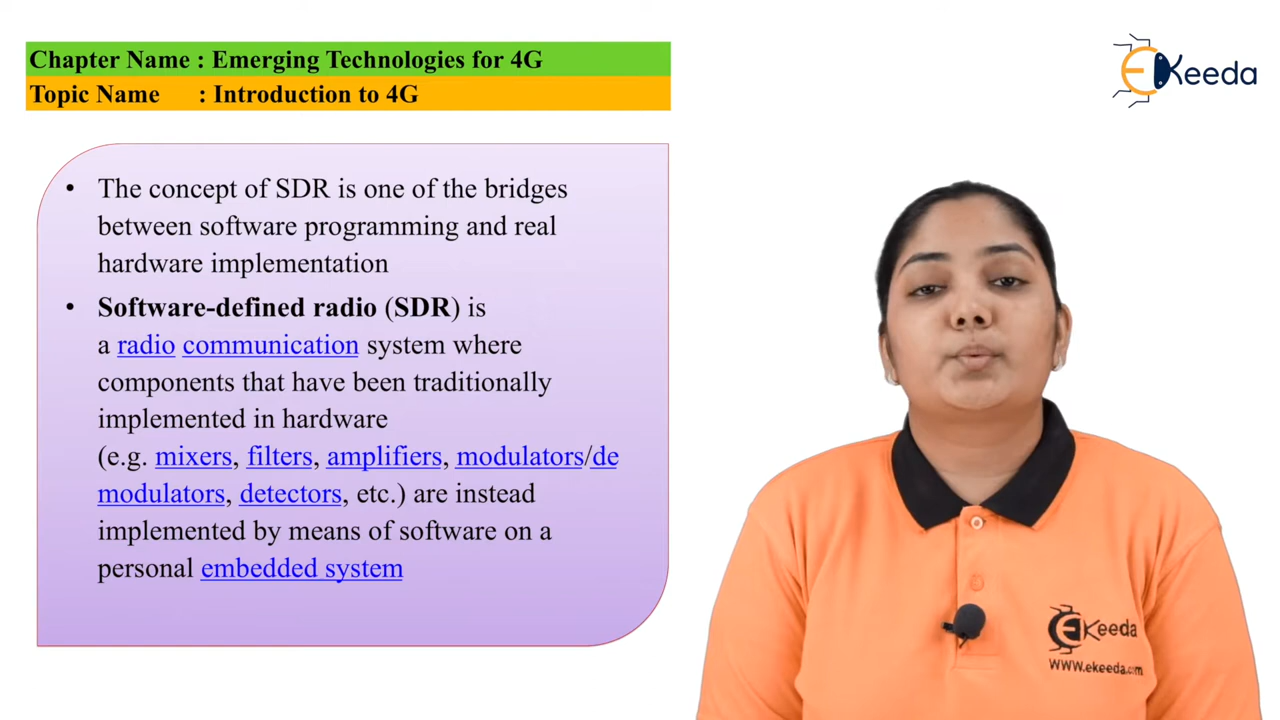 Chapter Name : Emerging Technologies for 4G
Topic Name : Introduction to 4G
EKeeda
• The concept of SDR is one of the bridges
between software programming and real
hardware implementation
• Software-defined radio (SDR) is
a radio communication system where
components that have been traditionally
implemented in hardware
(e.g. mixers, filters, amplifiers, modulators/de
modulators, detectors, etc.) are instead
implemented by means of software on a
personal embedded system
EKeeda
WWW.ekeeda.com